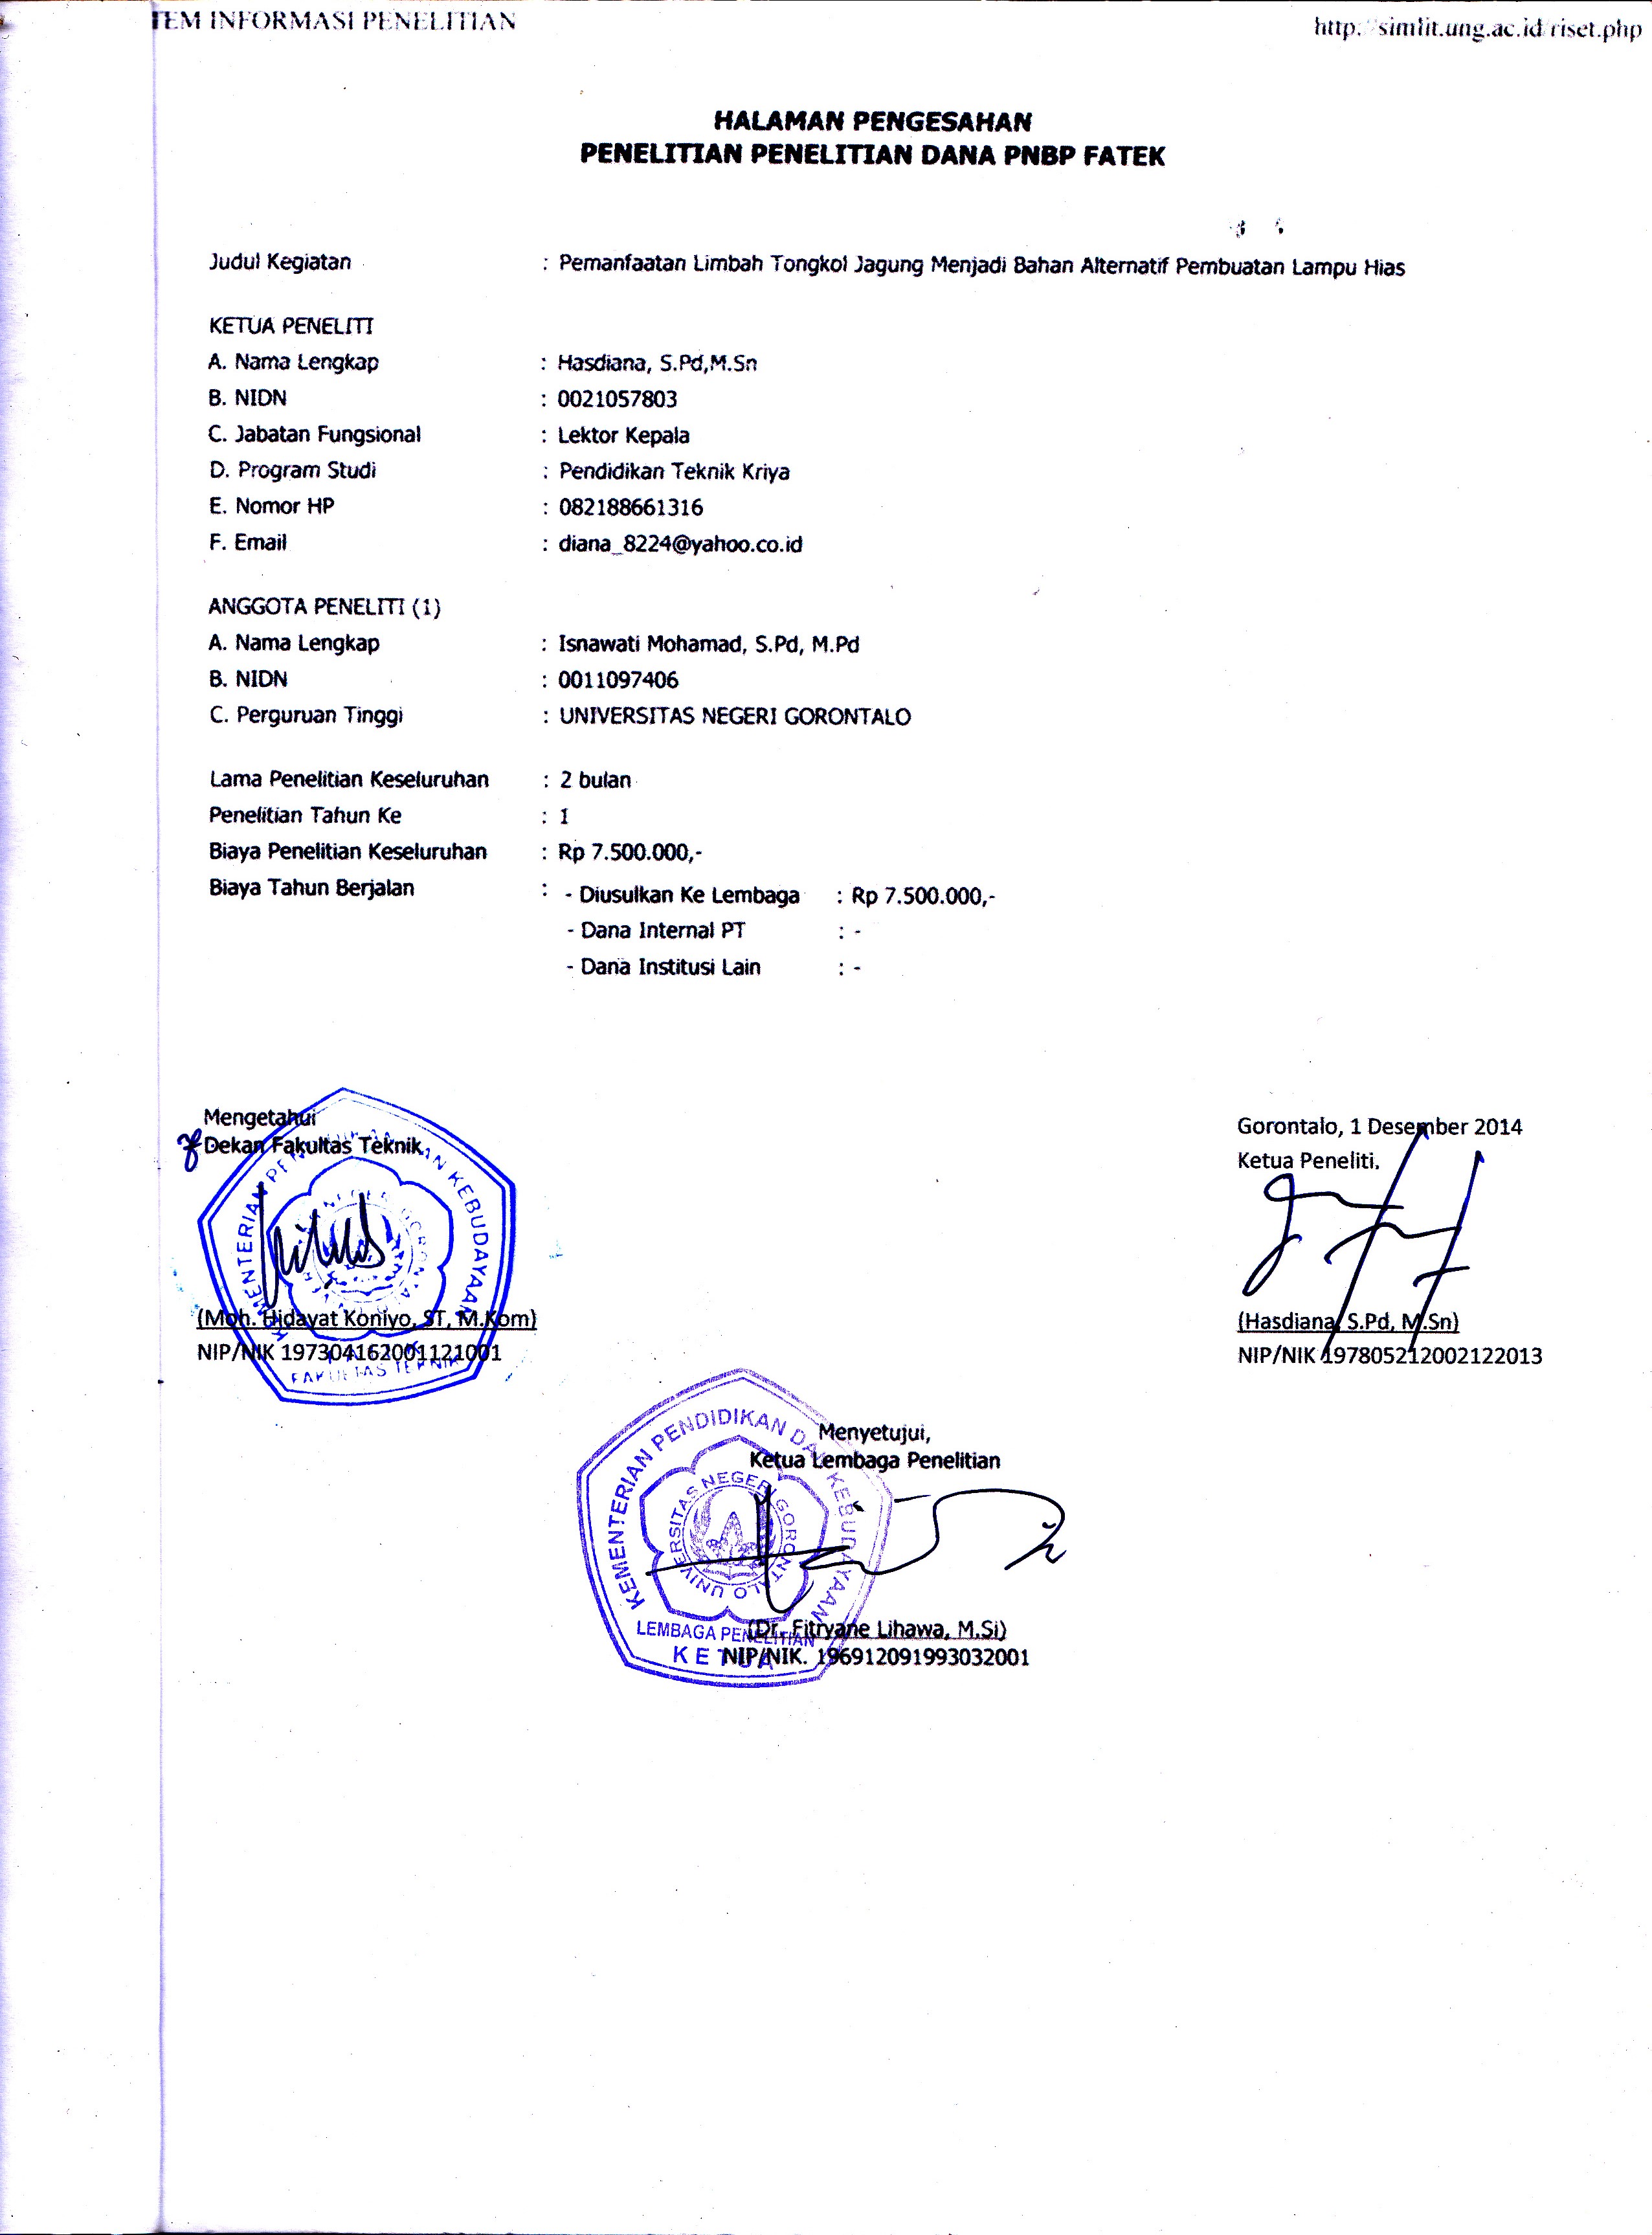 TEM INFORMASI PENELITIAN
http://simlit.ung.ac.id/riset.php
HALAMAN PENGESAHAN
PENELITIAN PENELITIAN DANA PNBP FATEK
Judul Kegiatan : Pemanfaatan Limbah Tongkol Jagung Menjadi Bahan Alternatif Pembuatan Lampu Hias
KETUA PENELITI
A. Nama Lengkap : Hasdiana, S.Pd,M.Sn
B. NIDN : 0021057803
C. Jabatan Fungsional : Lektor Kepala
D. Program Studi : Pendidikan Teknik Kriya
E. Nomor HP : 082188661316
F. Email : diana_8224@yahoo.co.id
ANGGOTA PENELITI (1)
A. Nama Lengkap : Isnawati Mohamad, S.Pd, M.Pd
B. NIDN : 0011097406
C. Perguruan Tinggi : UNIVERSITAS NEGERI GORONTALO
Lama Penelitian Keseluruhan : 2 bulan
Penelitian Tahun Ke : 1
Biaya Penelitian Keseluruhan : Rp 7.500.000,-
Biaya Tahun Berjalan : - Diusulkan Ke Lembaga : Rp 7.500.000,-
- Dana Internal PT : -
- Dana Institusi Lain : -
Mengetahui
Dekan Fakultas Teknik
KEMENTERIAN PENDIDIKAN DAN KEBUDAYAAN
FAKULTAS TEKNIK
(Moh. Hidayat Koniyo, ST, M.Kom)
NIP/NIK 197304162001121001
Gorontalo, 1 Desember 2014
Ketua Peneliti.
(Hasdiana, S.Pd, M.Sn)
NIP/NIK 197805212002122013
Menyetujui,
Ketua Lembaga Penelitian
KEMENTERIAN PENDIDIKAN DAN KEBUDAYAAN
UNIVERSITAS NEGERI GORONTALO
LEMBAGA PENELITIAN
KETUA
(Dr. Fitryane Lihawa, M.Si)
NIP/NIK. 196912091993032001